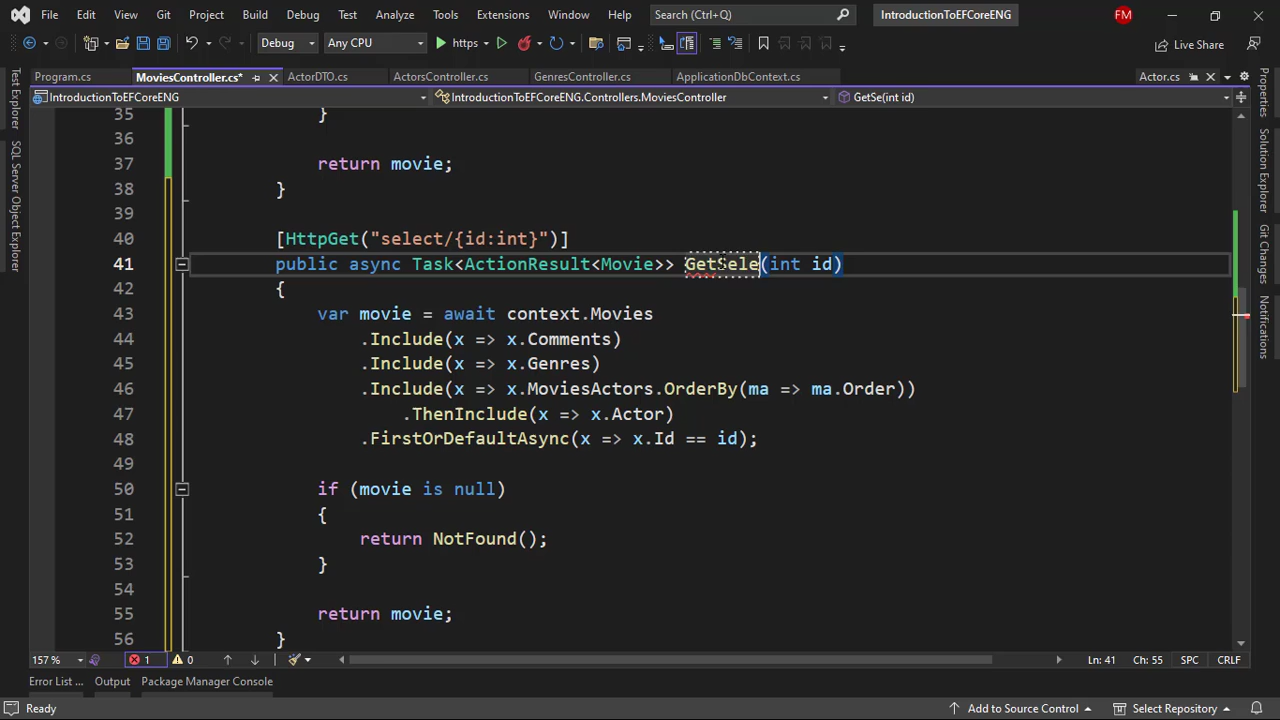 File Edit View Git Project Build Debug Test Analyze Tools Extensions Window Help Search (Ctrl+Q) IntroductionToEFCoreENG FM
Debug Any CPU https Live Share
Program.cs MoviesController.cs* ActorDTO.cs ActorsController.cs GenresController.cs ApplicationDbContext.cs Actor.cs
IntroductionToEFCoreENG IntroductionToEFCoreENG.Controllers.MoviesController GetSe(int id)
Test Explorer
SQL Server Object Explorer
35 }
36
37 return movie;
38 }
39
40 [HttpGet("select/{id:int}")]
41 public async Task<ActionResult<Movie>> GetSele(int id)
42 {
43 var movie = await context.Movies
44 .Include(x => x.Comments)
45 .Include(x => x.Genres)
46 .Include(x => x.MoviesActors.OrderBy(ma => ma.Order))
47 .ThenInclude(x => x.Actor)
48 .FirstOrDefaultAsync(x => x.Id == id);
49
50 if (movie is null)
51 {
52 return NotFound();
53 }
54
55 return movie;
56 }
Properties
Solution Explorer
Git Changes
157 % 1 0 Ln: 41 Ch: 55 SPC CRLF
Error List ... Output Package Manager Console
Ready Add to Source Control Select Repository